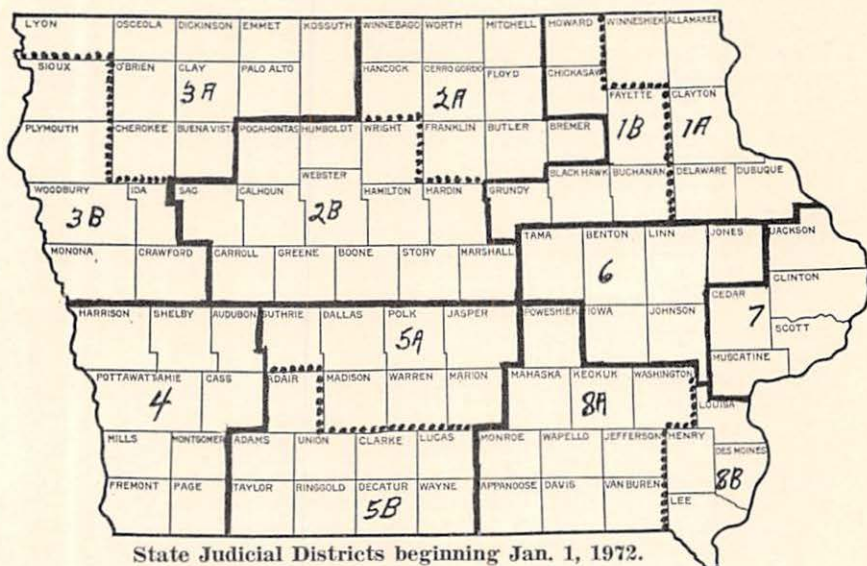 LYON OSCEOLA DICKINSON EMMET KOSSUTH WINNEBAGO WORTH MITCHELL HOWARD WINNESHIEK ALLAMAKEE
SIOUX O'BRIEN CLAY PALO ALTO HANCOCK CERRO GORDO FLOYD CHICKASAW
3A 2A
FAYETTE CLAYTON
1B 1A
PLYMOUTH CHEROKEE BUENA VISTA POCAHONTAS HUMBOLDT WRIGHT FRANKLIN BUTLER BREMER
WEBSTER
WOODBURY IDA SAC CALHOUN HAMILTON HARDIN GRUNDY BLACK HAWK BUCHANAN DELAWARE DUBUQUE
3B 2B
MONONA CRAWFORD CARROLL GREENE BOONE STORY MARSHALL TAMA BENTON LINN JONES JACKSON
6
CLINTON
CEDAR
7
HARRISON SHELBY AUDUBON GUTHRIE DALLAS POLK JASPER POWESHIEK IOWA JOHNSON SCOTT
5A
MUSCATINE
POTTAWATTAMIE CASS ADAIR MADISON WARREN MARION MAHASKA KEOKUK WASHINGTON
4 8A
LOUISA
MILLS MONTGOMERY ADAMS UNION CLARKE LUCAS MONROE WAPELLO JEFFERSON HENRY
DES MOINES
8B
FREMONT PAGE TAYLOR RINGGOLD DECATUR WAYNE APPANOOSE DAVIS VAN BUREN
5B
LEE
State Judicial Districts beginning Jan. 1, 1972.